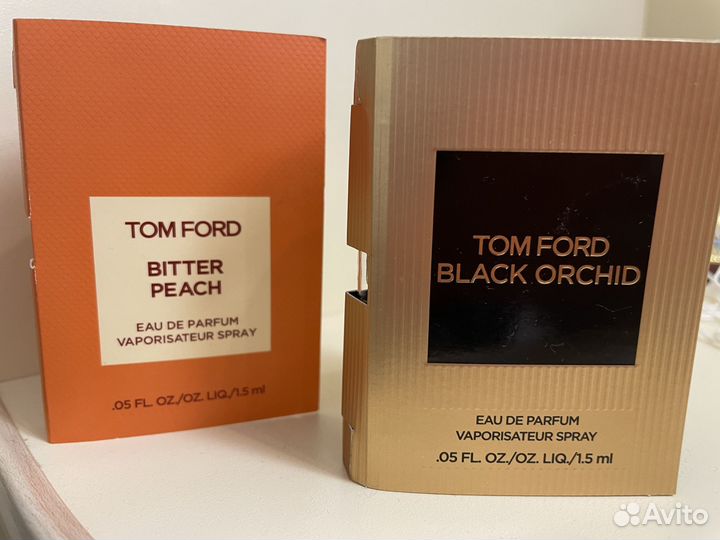 TOM FORD
BITTER
PEACH
EAU DE PARFUM
VAPORISATEUR SPRAY
.05 FL. OZ./OZ. LIQ./1.5 ml
TOM FORD
BLACK ORCHID
EAU DE PARFUM
VAPORISATEUR SPRAY
.05 FL. OZ./OZ. LIQ./1.5 ml
Avito